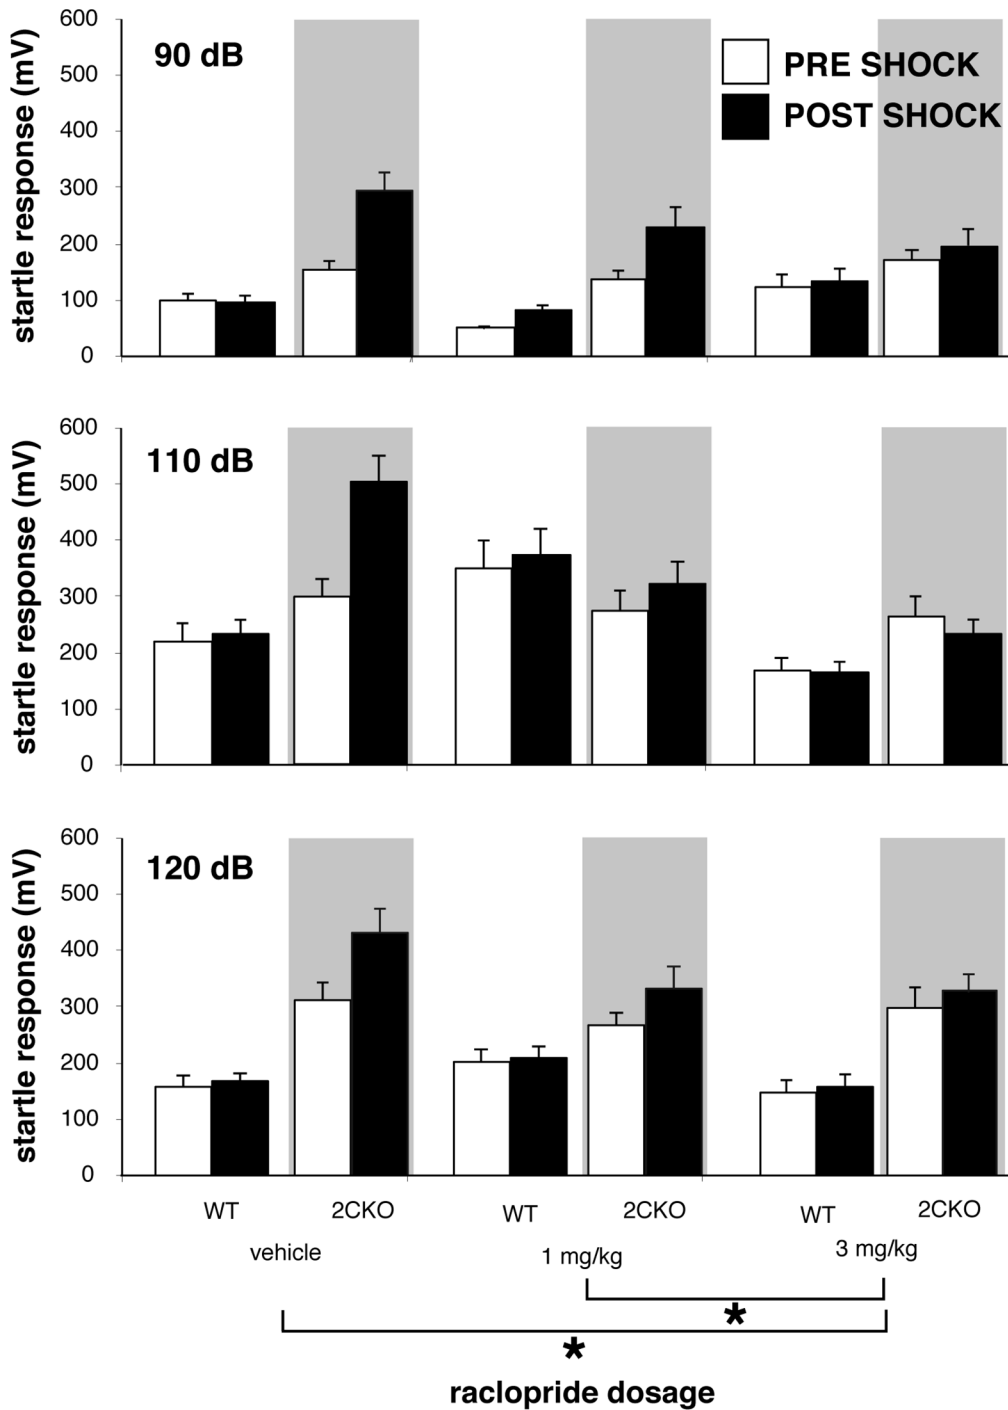 90 dB
PRE SHOCK
POST SHOCK
startle response (mV)
600
500
400
300
200
100
0
110 dB
startle response (mV)
600
500
400
300
200
100
0
120 dB
startle response (mV)
600
500
400
300
200
100
0
WT 2CKO WT 2CKO WT 2CKO
vehicle 1 mg/kg 3 mg/kg
*
*
raclopride dosage